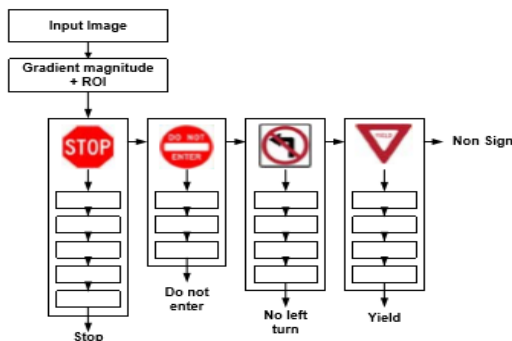 Input Image
Gradient magnitude
+ ROI
STOP
DO NOT
ENTER
YIELD
Non Sign
Do not
enter
No left
turn
Yield
Stop